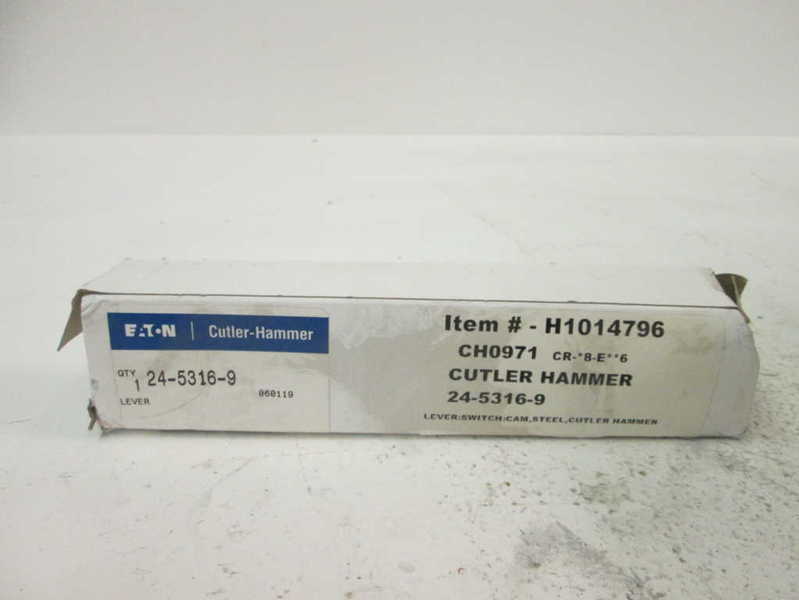 EATON | Cutler-Hammer
QTY
1 24-5316-9
LEVER 060119
Item # - H1014796
CH0971 CR-*8-E**6
CUTLER HAMMER
24-5316-9
LEVER:SWITCH:CAM,STEEL,CUTLER HAMMEN